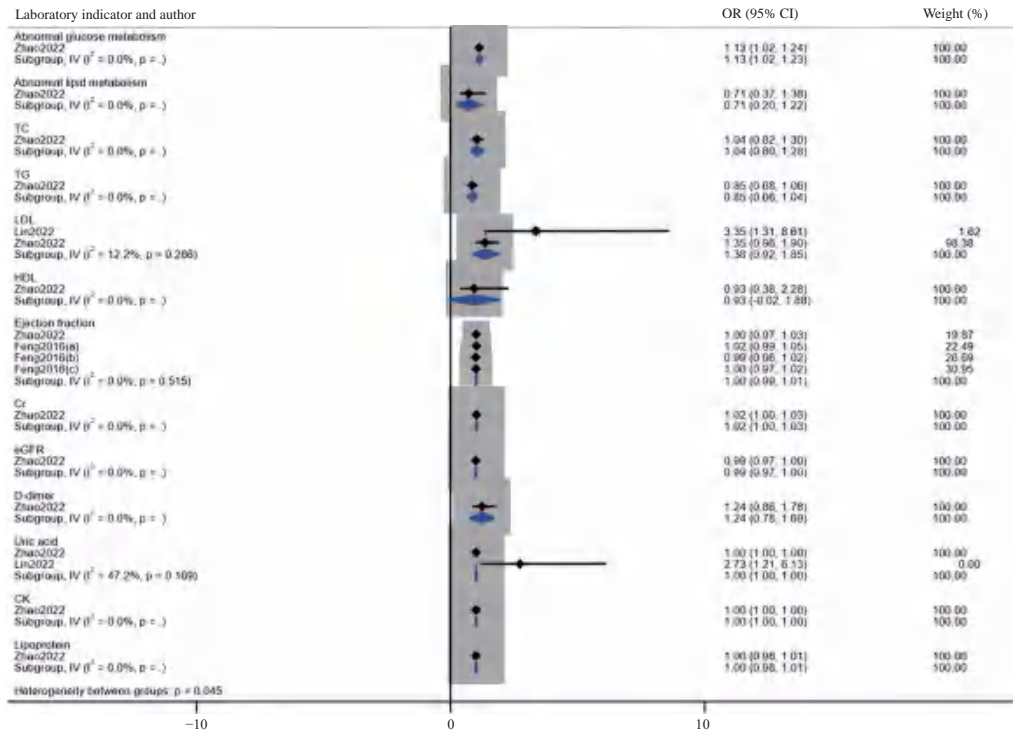 Laboratory indicator and author OR (95% CI) Weight (%)
Abnormal glucose metabolism
Zhao2022 1.13 (1.02, 1.24) 100.00
Subgroup, IV (I² = 0.0%, p = .) 1.13 (1.02, 1.23) 100.00
Abnormal lipid metabolism
Zhao2022 0.71 (0.37, 1.38) 100.00
Subgroup, IV (I² = 0.0%, p = .) 0.71 (0.20, 1.22) 100.00
TC
Zhao2022 1.04 (0.82, 1.30) 100.00
Subgroup, IV (I² = 0.0%, p = .) 1.04 (0.80, 1.28) 100.00
TG
Zhao2022 0.85 (0.68, 1.06) 100.00
Subgroup, IV (I² = 0.0%, p = .) 0.85 (0.66, 1.04) 100.00
LDL
Lin2022 3.35 (1.31, 8.61) 1.62
Zhao2022 1.35 (0.96, 1.90) 98.38
Subgroup, IV (I² = 12.2%, p = 0.286) 1.38 (0.92, 1.85) 100.00
HDL
Zhao2022 0.93 (0.38, 2.28) 100.00
Subgroup, IV (I² = 0.0%, p = .) 0.93 (-0.02, 1.88) 100.00
Ejection fraction
Zhao2022 1.00 (0.97, 1.03) 19.87
Feng2016(a) 1.02 (0.99, 1.05) 22.49
Feng2016(b) 0.99 (0.96, 1.02) 26.69
Feng2016(c) 1.00 (0.97, 1.02) 30.95
Subgroup, IV (I² = 0.0%, p = 0.515) 1.00 (0.99, 1.01) 100.00
Cr
Zhao2022 1.02 (1.00, 1.03) 100.00
Subgroup, IV (I² = 0.0%, p = .) 1.02 (1.00, 1.03) 100.00
eGFR
Zhao2022 0.99 (0.97, 1.00) 100.00
Subgroup, IV (I² = 0.0%, p = .) 0.99 (0.97, 1.00) 100.00
D-dimer
Zhao2022 1.24 (0.86, 1.78) 100.00
Subgroup, IV (I² = 0.0%, p = .) 1.24 (0.78, 1.69) 100.00
Uric acid
Zhao2022 1.00 (1.00, 1.00) 100.00
Lin2022 2.73 (1.21, 6.13) 0.00
Subgroup, IV (I² = 47.2%, p = 0.169) 1.00 (1.00, 1.00) 100.00
CK
Zhao2022 1.00 (1.00, 1.00) 100.00
Subgroup, IV (I² = 0.0%, p = .) 1.00 (1.00, 1.00) 100.00
Lipoprotein
Zhao2022 1.00 (0.98, 1.01) 100.00
Subgroup, IV (I² = 0.0%, p = .) 1.00 (0.98, 1.01) 100.00
Heterogeneity between groups: p = 0.045
−10 0 10